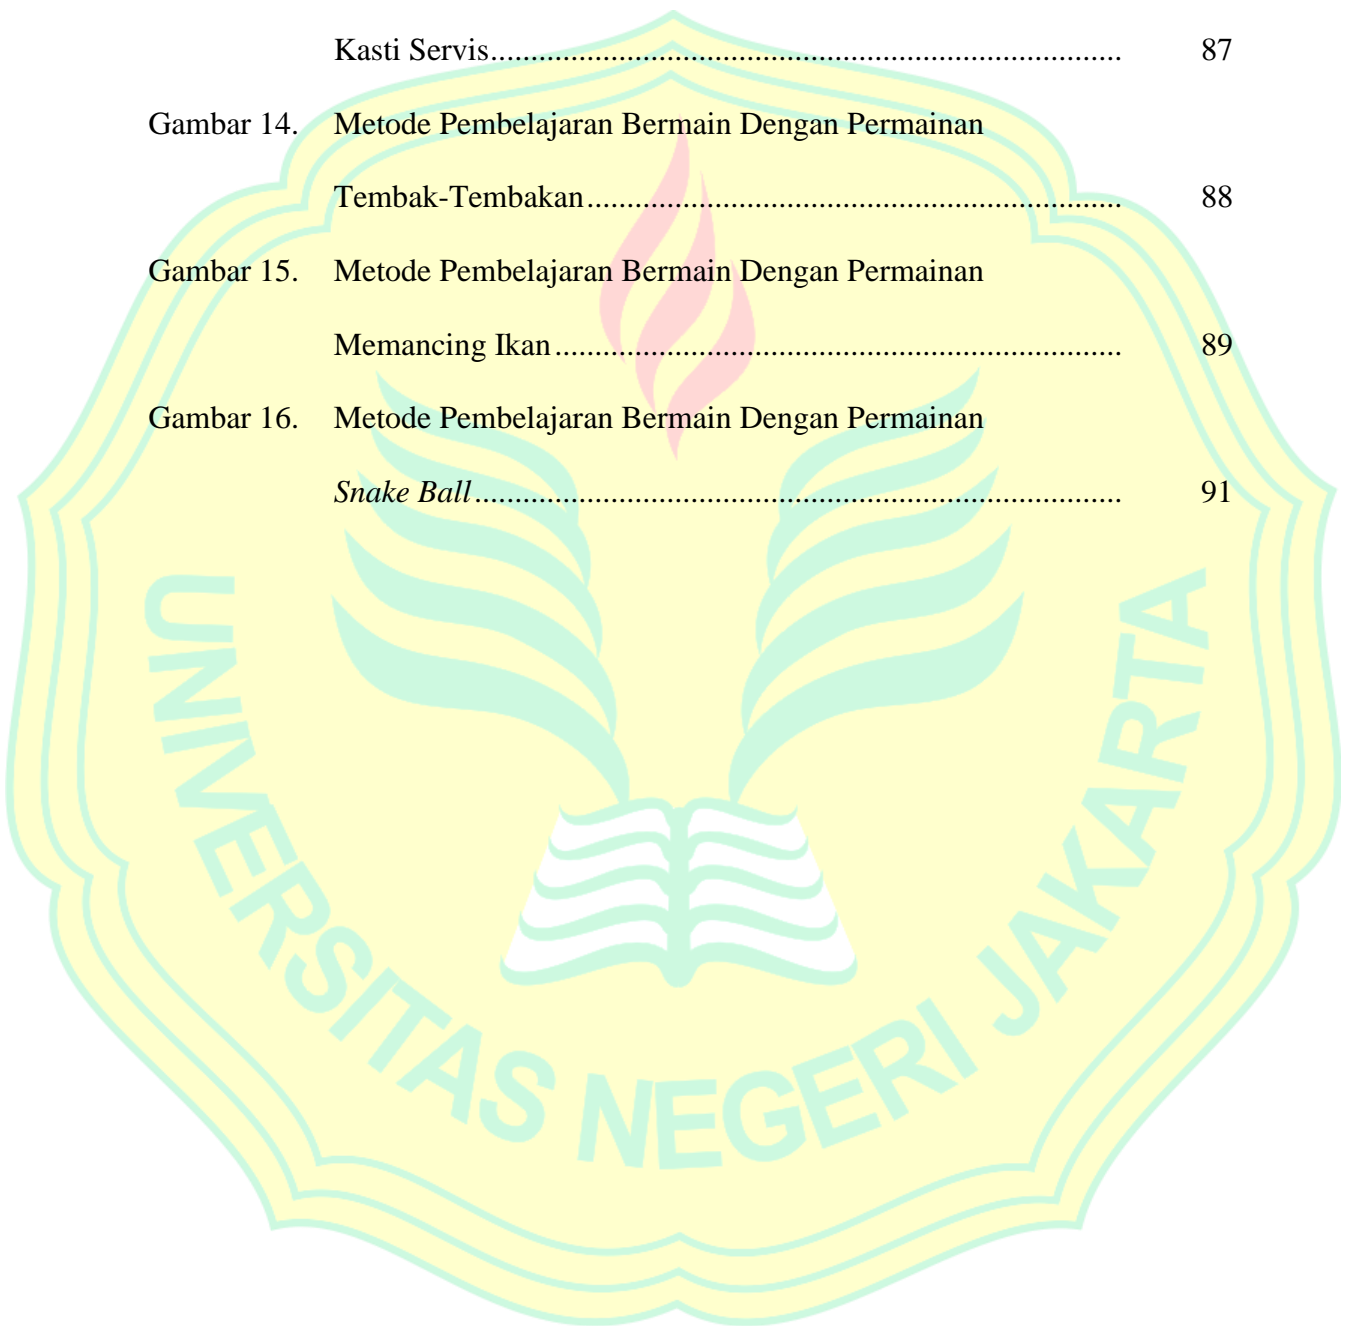 Kasti Servis............................................................................... 87
Gambar 14. Metode Pembelajaran Bermain Dengan Permainan
Tembak-Tembakan................................................................... 88
Gambar 15. Metode Pembelajaran Bermain Dengan Permainan
Memancing Ikan....................................................................... 89
Gambar 16. Metode Pembelajaran Bermain Dengan Permainan
Snake Ball................................................................................. 91
UNIVERSITAS NEGERI JAKARTA